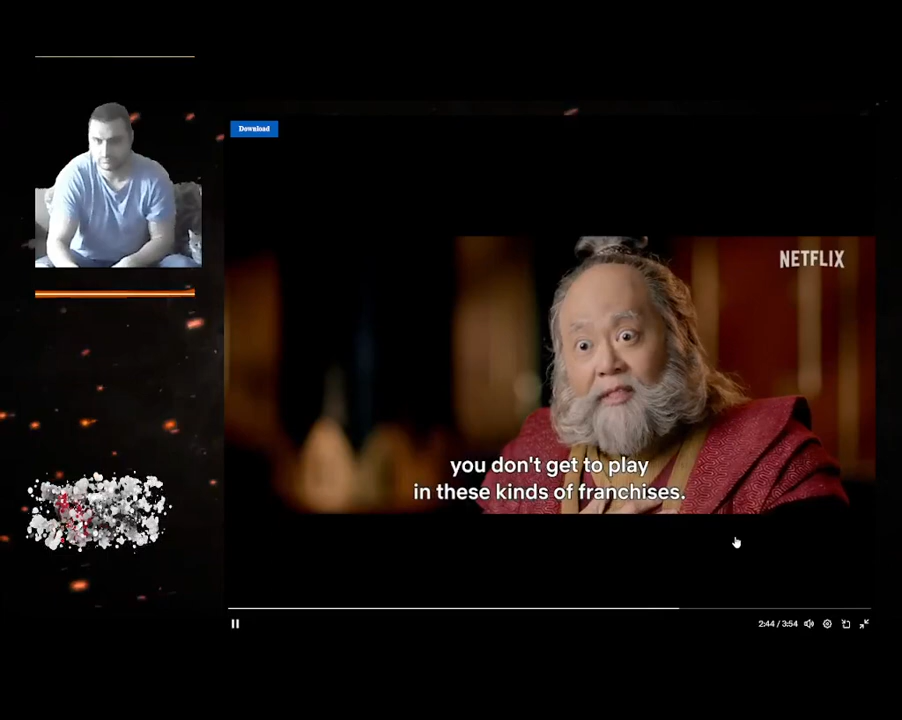 Download
NETFLIX
you don't get to play
in these kinds of franchises.
2:44 / 3:54